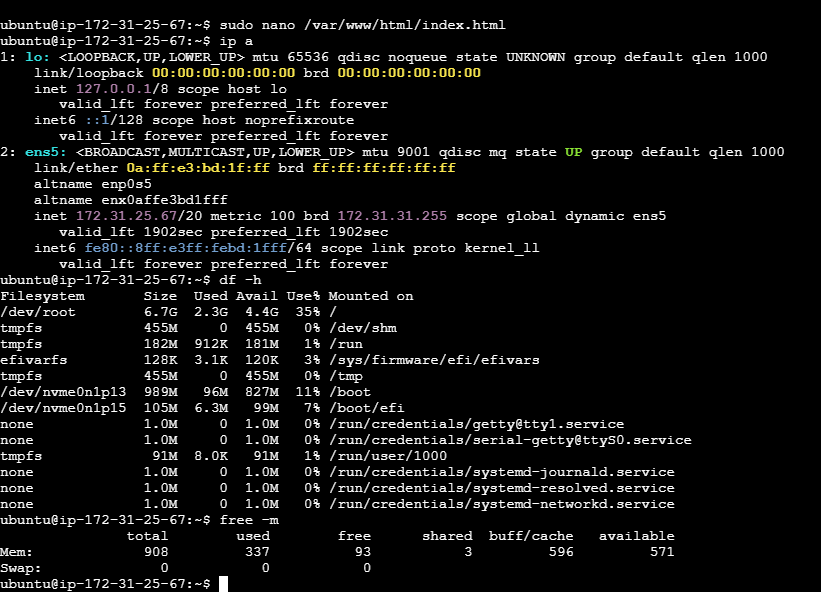 ubuntu@ip-172-31-25-67:~$ sudo nano /var/www/html/index.html
ubuntu@ip-172-31-25-67:~$ ip a
1: lo: <LOOPBACK,UP,LOWER_UP> mtu 65536 qdisc noqueue state UNKNOWN group default qlen 1000
    link/loopback 00:00:00:00:00:00 brd 00:00:00:00:00:00
    inet 127.0.0.1/8 scope host lo
       valid_lft forever preferred_lft forever
    inet6 ::1/128 scope host noprefixroute
       valid_lft forever preferred_lft forever
2: ens5: <BROADCAST,MULTICAST,UP,LOWER_UP> mtu 9001 qdisc mq state UP group default qlen 1000
    link/ether 0a:ff:e3:bd:1f:ff brd ff:ff:ff:ff:ff:ff
    altname enp0s5
    altname enx0affe3bd1fff
    inet 172.31.25.67/20 metric 100 brd 172.31.31.255 scope global dynamic ens5
       valid_lft 1902sec preferred_lft 1902sec
    inet6 fe80::8ff:e3ff:febd:1fff/64 scope link proto kernel_ll
       valid_lft forever preferred_lft forever
ubuntu@ip-172-31-25-67:~$ df -h
Filesystem       Size  Used Avail Use% Mounted on
/dev/root        6.7G  2.3G  4.4G  35% /
tmpfs            455M     0  455M   0% /dev/shm
tmpfs            182M  912K  181M   1% /run
efivarfs         128K  3.1K  120K   3% /sys/firmware/efi/efivars
tmpfs            455M     0  455M   0% /tmp
/dev/nvme0n1p13  989M   96M  827M  11% /boot
/dev/nvme0n1p15  105M  6.3M   99M   7% /boot/efi
none             1.0M     0  1.0M   0% /run/credentials/getty@tty1.service
none             1.0M     0  1.0M   0% /run/credentials/serial-getty@ttyS0.service
tmpfs             91M  8.0K   91M   1% /run/user/1000
none             1.0M     0  1.0M   0% /run/credentials/systemd-journald.service
none             1.0M     0  1.0M   0% /run/credentials/systemd-resolved.service
none             1.0M     0  1.0M   0% /run/credentials/systemd-networkd.service
ubuntu@ip-172-31-25-67:~$ free -m
               total        used        free      shared  buff/cache   available
Mem:             908         337          93           3         596         571
Swap:              0           0           0
ubuntu@ip-172-31-25-67:~$